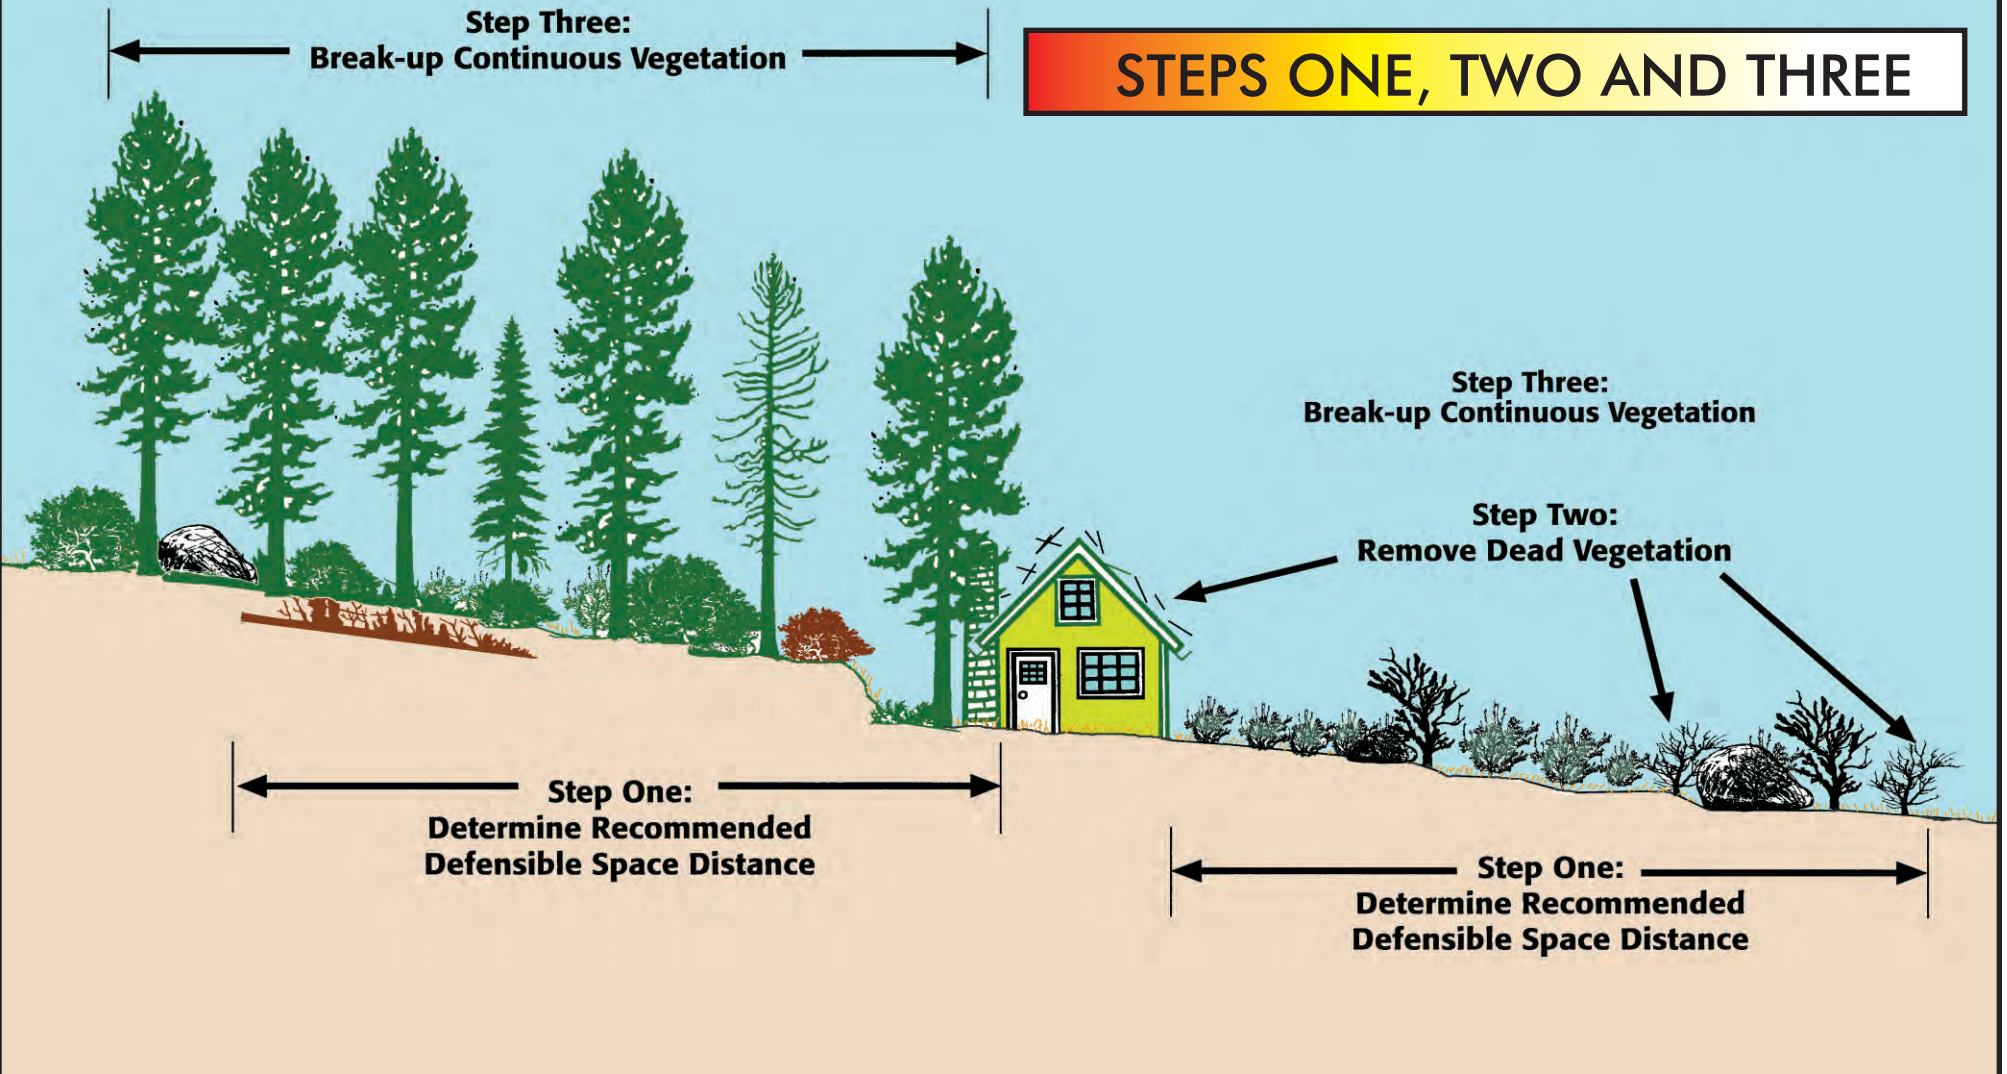 Step Three:
Break-up Continuous Vegetation
STEPS ONE, TWO AND THREE
Step Three:
Break-up Continuous Vegetation
Step Two:
Remove Dead Vegetation
Step One:
Determine Recommended
Defensible Space Distance
Step One:
Determine Recommended
Defensible Space Distance